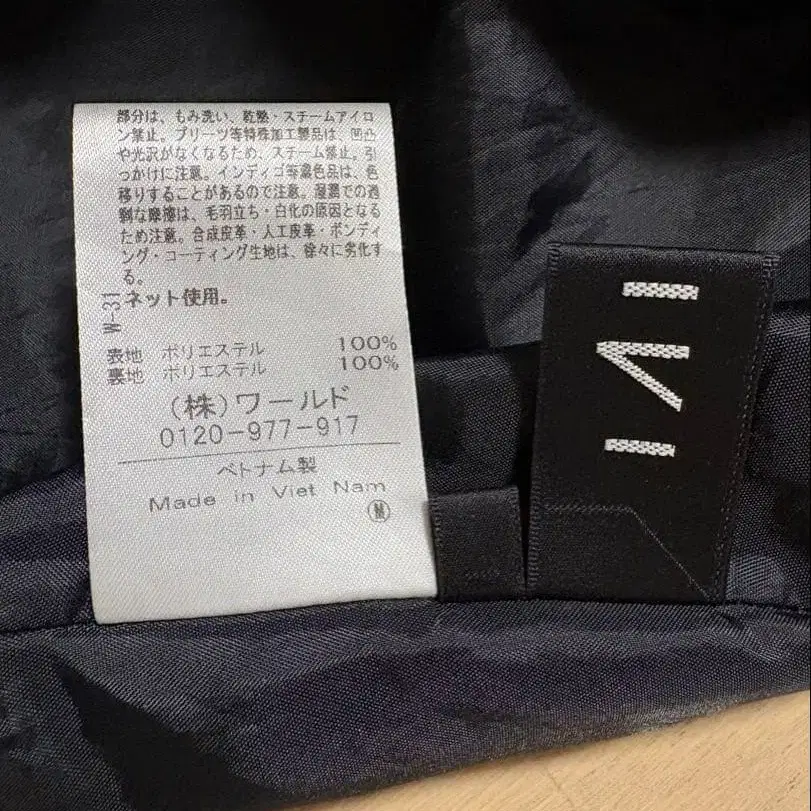 部分は、もみ洗い、乾燥・スチームアイロ
ン禁止。プリーツ等特殊加工製品は、凹凸
や光沢がなくなるため、スチーム禁止。引
っかけに注意。インディゴ等濃色品は、色
移りすることがあるので注意。湿潤での過
剰な摩擦は、毛羽立ち・白化の原因となる
ため注意。合成皮革・人工皮革・ボンディ
ング・コーティング生地は、徐々に劣化す
る。
ネット使用。
W-31
表地 ポリエステル 100%
裏地 ポリエステル 100%
(株)ワールド
0120-977-917
ベトナム製
Made in Viet Nam
M